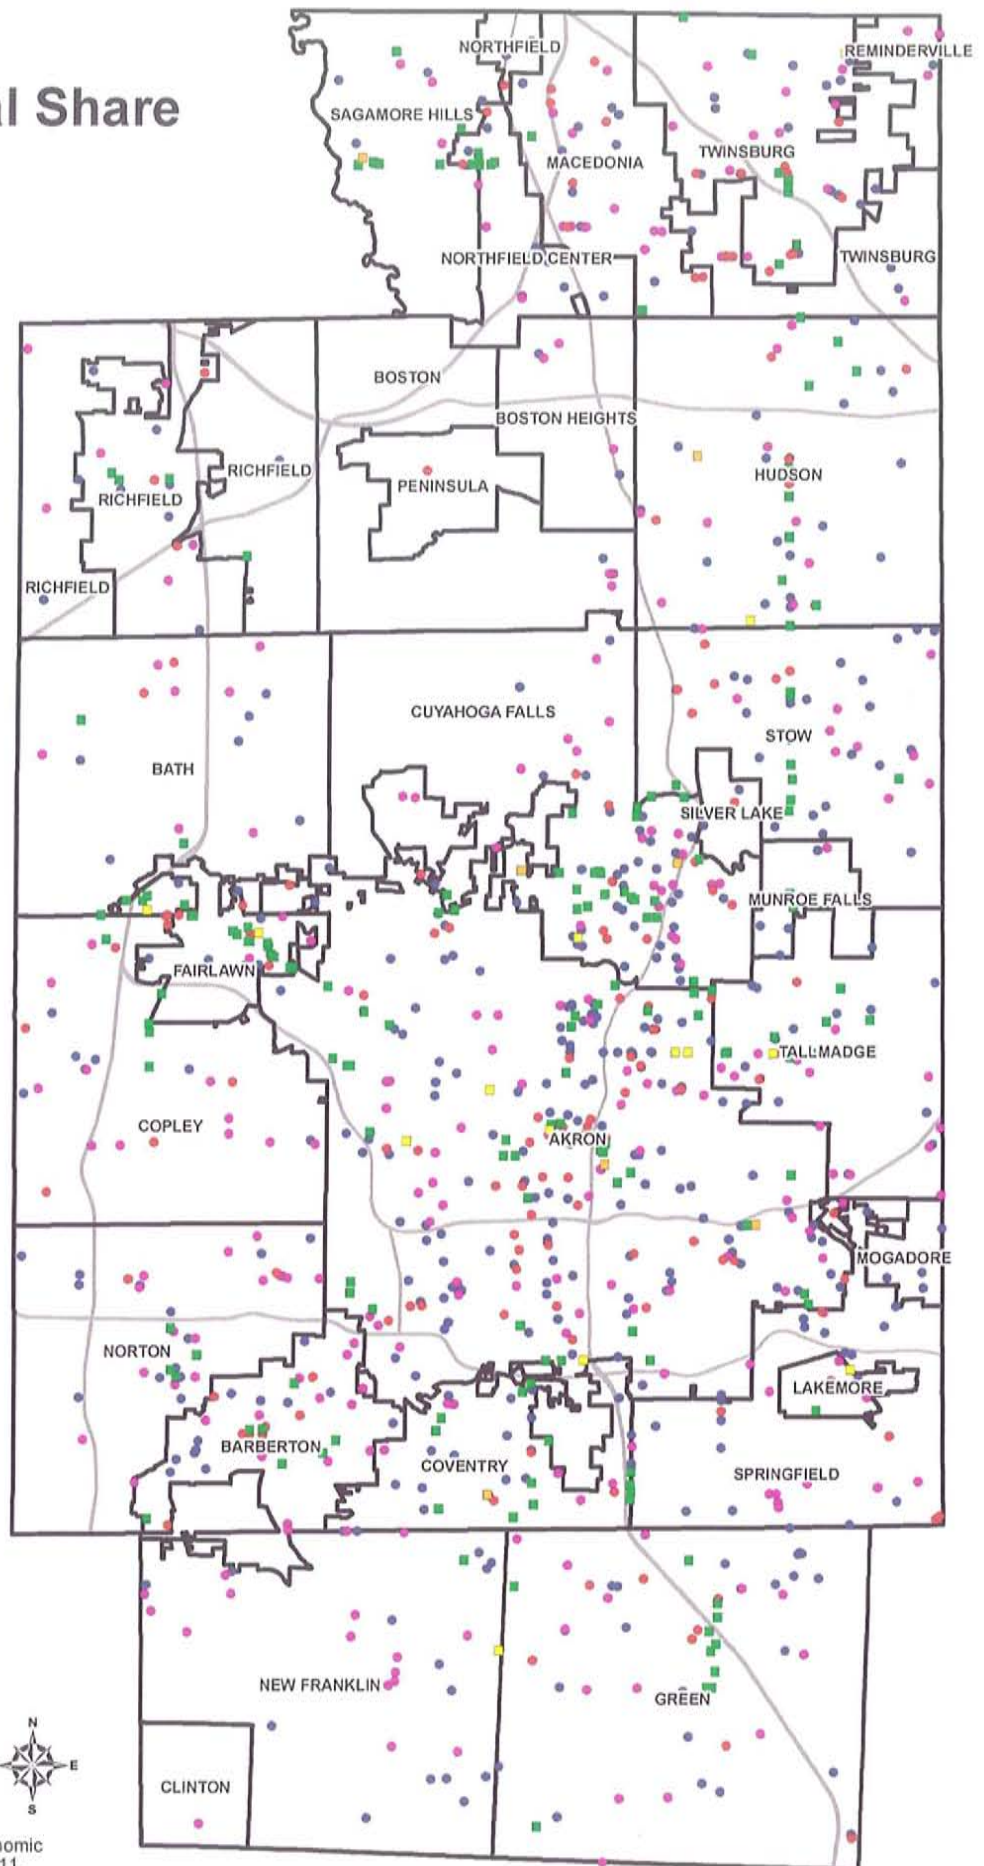 l Share
NORTHFIELD
REMINDERVILLE
SAGAMORE HILLS
MACEDONIA
TWINSBURG
NORTHFIELD CENTER
TWINSBURG
BOSTON
BOSTON HEIGHTS
RICHFIELD
PENINSULA
HUDSON
RICHFIELD
RICHFIELD
CUYAHOGA FALLS
STOW
BATH
SILVER LAKE
MUNROE FALLS
FAIRLAWN
TALLMADGE
COPLEY
AKRON
MOGADORE
NORTON
LAKEMORE
BARBERTON
COVENTRY
SPRINGFIELD
NEW FRANKLIN
GREEN
N
E
S
CLINTON
nomic